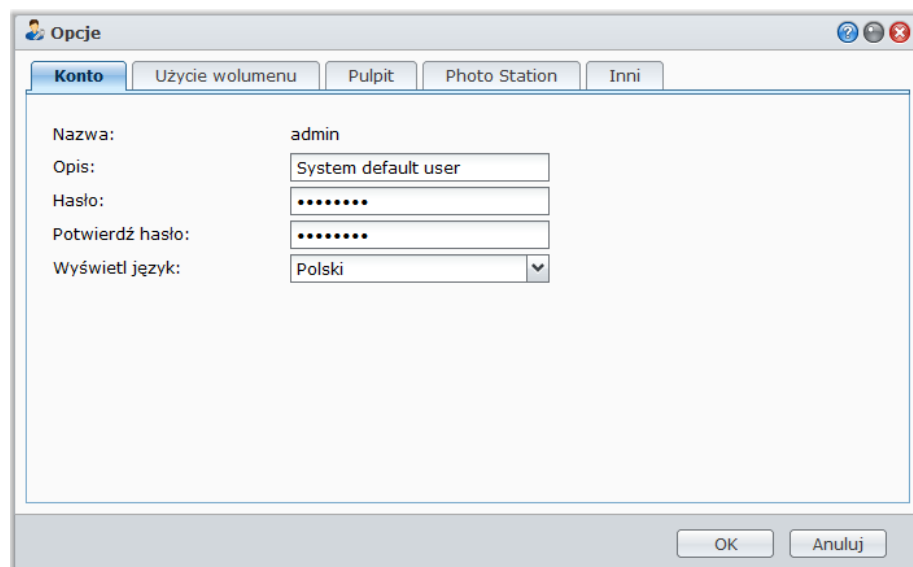 Opcje
Konto Użycie wolumenu Pulpit Photo Station Inni
Nazwa: admin
Opis: System default user
Hasło: ••••••••
Potwierdź hasło: ••••••••
Wyświetl język: Polski
OK Anuluj